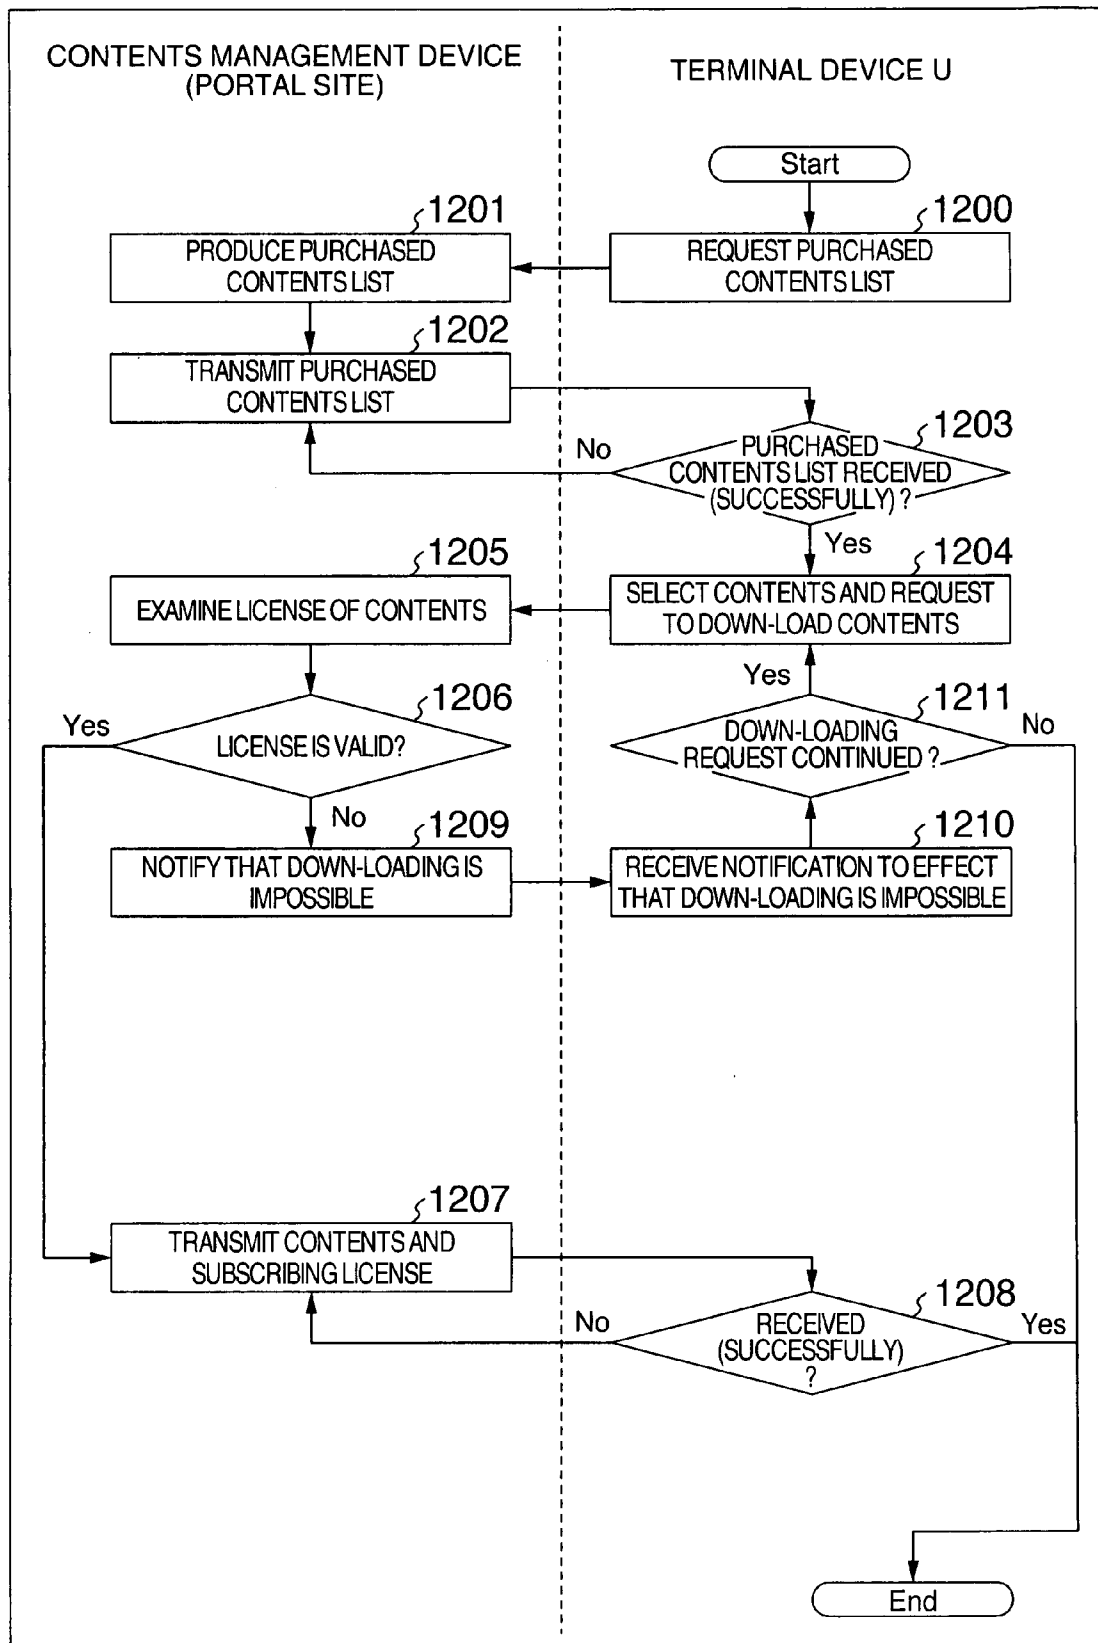 CONTENTS MANAGEMENT DEVICE
(PORTAL SITE)
TERMINAL DEVICE U
Start
1201
PRODUCE PURCHASED
CONTENTS LIST
1200
REQUEST PURCHASED
CONTENTS LIST
1202
TRANSMIT PURCHASED
CONTENTS LIST
1203
PURCHASED
CONTENTS LIST RECEIVED
(SUCCESSFULLY) ?
No
Yes
1205
EXAMINE LICENSE OF CONTENTS
1204
SELECT CONTENTS AND REQUEST
TO DOWN-LOAD CONTENTS
Yes
1206
LICENSE IS VALID?
Yes
No
1211
DOWN-LOADING
REQUEST CONTINUED ?
No
1209
NOTIFY THAT DOWN-LOADING IS
IMPOSSIBLE
1210
RECEIVE NOTIFICATION TO EFFECT
THAT DOWN-LOADING IS IMPOSSIBLE
1207
TRANSMIT CONTENTS AND
SUBSCRIBING LICENSE
1208
RECEIVED
(SUCCESSFULLY)
?
No
Yes
End